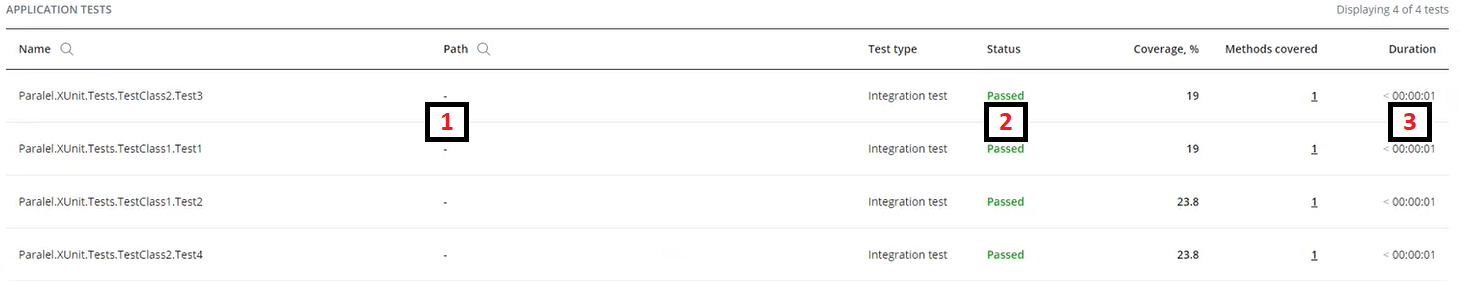 APPLICATION TESTS Displaying 4 of 4 tests
Name Path Test type Status Coverage, % Methods covered Duration
Paralel.XUnit.Tests.TestClass2.Test3 - Integration test Passed 19 1 < 00:00:01
1 2 3
Paralel.XUnit.Tests.TestClass1.Test1 - Integration test Passed 19 1 < 00:00:01
Paralel.XUnit.Tests.TestClass1.Test2 - Integration test Passed 23.8 1 < 00:00:01
Paralel.XUnit.Tests.TestClass2.Test4 - Integration test Passed 23.8 1 < 00:00:01